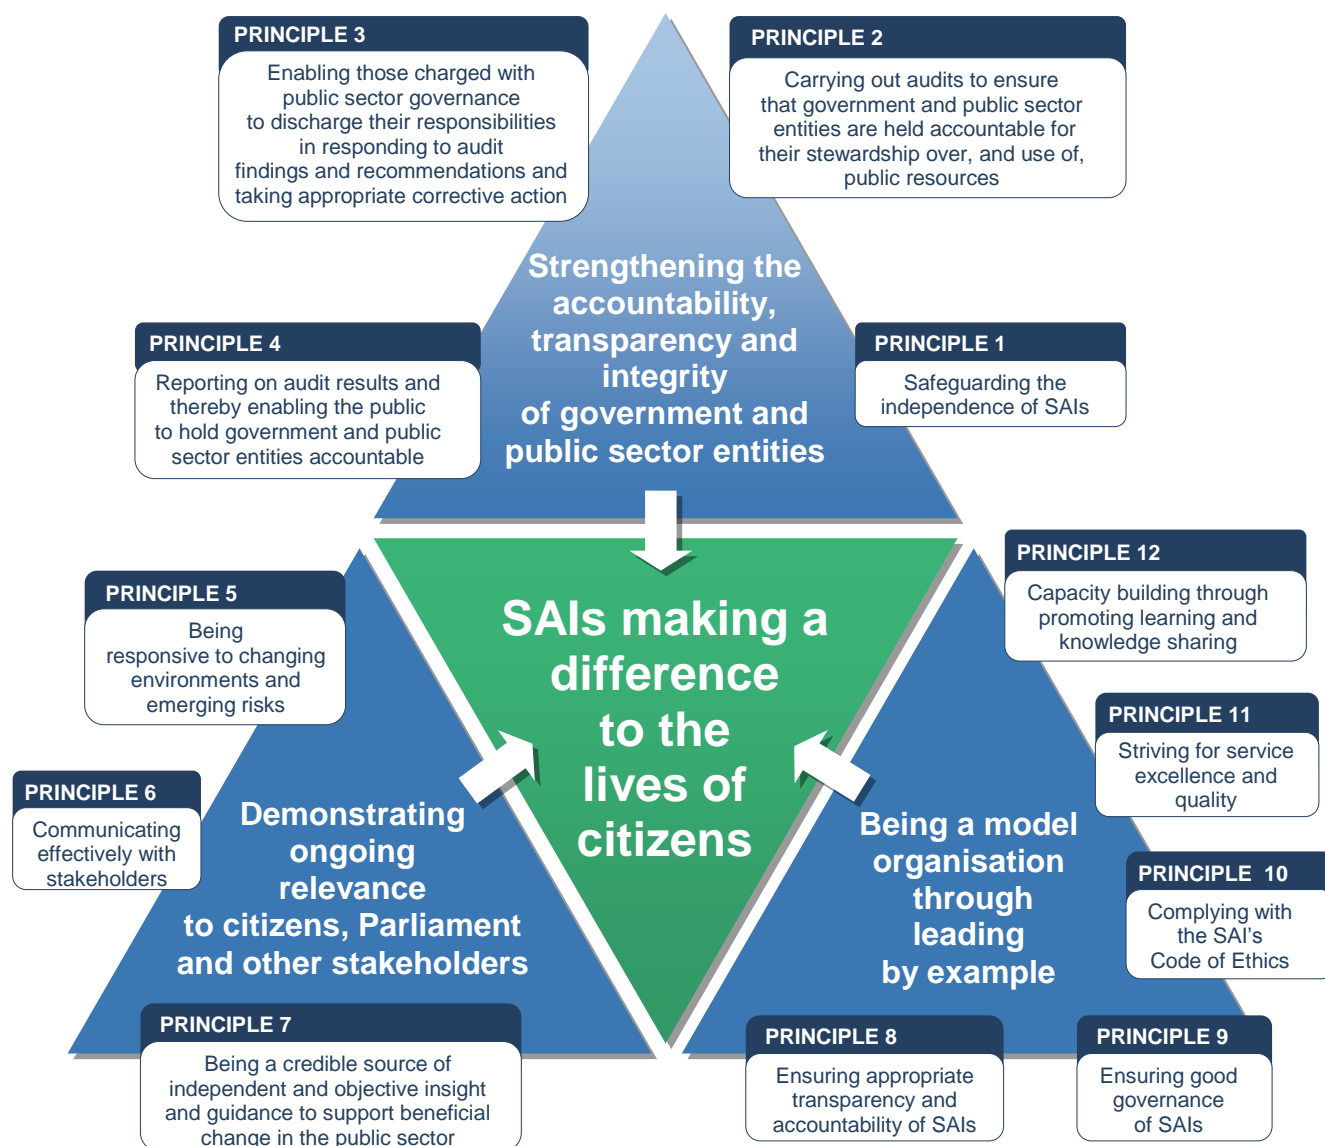 PRINCIPLE 3
Enabling those charged with
public sector governance
to discharge their responsibilities
in responding to audit
findings and recommendations and
taking appropriate corrective action
PRINCIPLE 2
Carrying out audits to ensure
that government and public sector
entities are held accountable for
their stewardship over, and use of,
public resources
Strengthening the
accountability,
transparency and
integrity
of government and
public sector entities
PRINCIPLE 4
Reporting on audit results and
thereby enabling the public
to hold government and public
sector entities accountable
PRINCIPLE 1
Safeguarding the
independence of SAIs
PRINCIPLE 5
Being
responsive to changing
environments and
emerging risks
SAIs making a
difference
to the
lives of
citizens
PRINCIPLE 12
Capacity building through
promoting learning and
knowledge sharing
PRINCIPLE 11
Striving for service
excellence and
quality
PRINCIPLE 6
Communicating
effectively with
stakeholders
Demonstrating
ongoing
relevance
to citizens, Parliament
and other stakeholders
Being a model
organisation
through
leading
by example
PRINCIPLE 10
Complying with
the SAI’s
Code of Ethics
PRINCIPLE 7
Being a credible source of
independent and objective insight
and guidance to support beneficial
change in the public sector
PRINCIPLE 8
Ensuring appropriate
transparency and
accountability of SAIs
PRINCIPLE 9
Ensuring good
governance
of SAIs